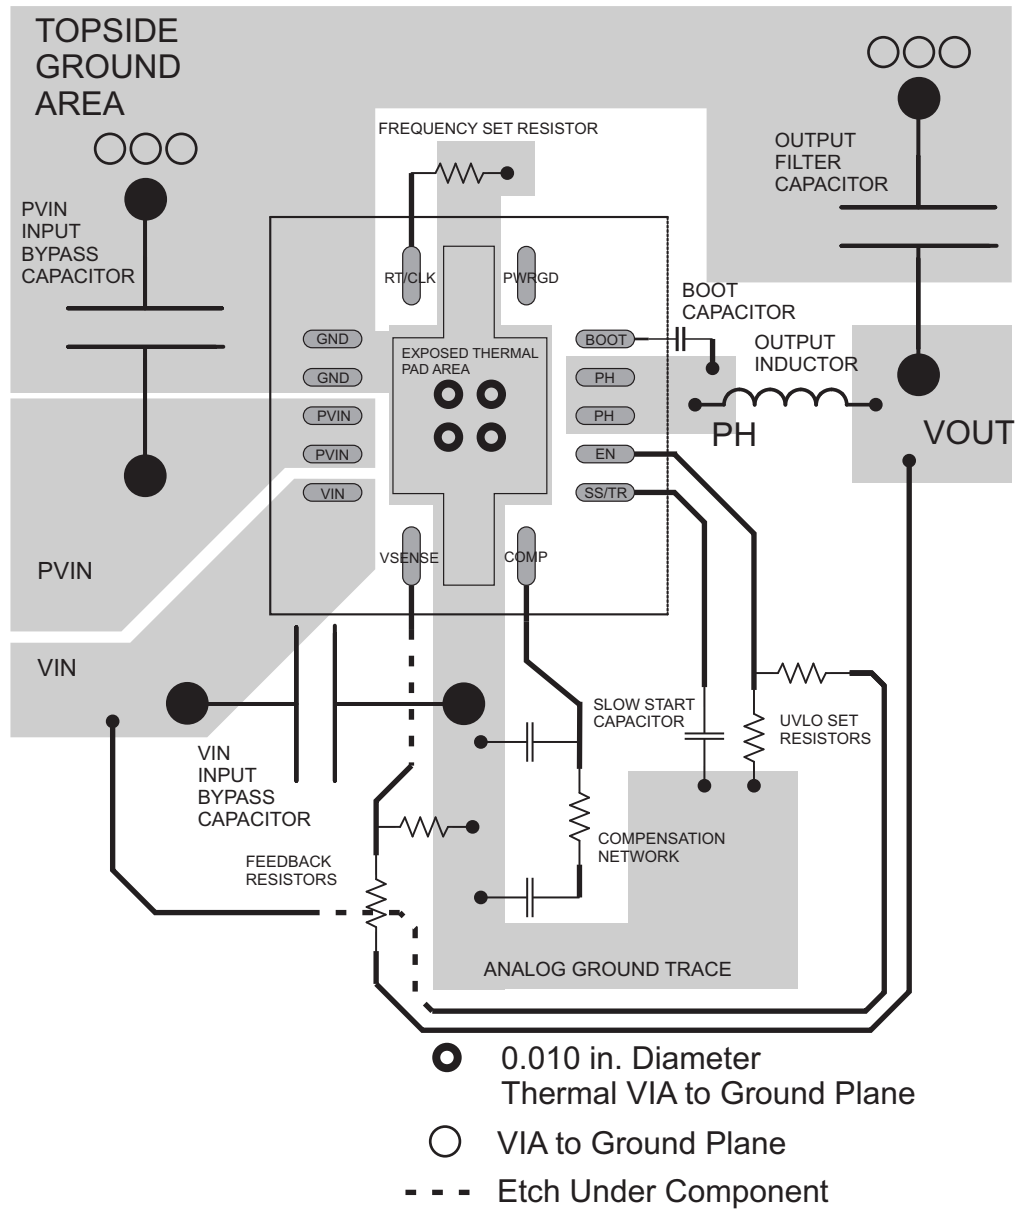 TOPSIDE
GROUND
AREA
FREQUENCY SET RESISTOR
OUTPUT
FILTER
CAPACITOR
PVIN
INPUT
BYPASS
CAPACITOR
RT/CLK
PWRGD
BOOT
CAPACITOR
GND
EXPOSED THERMAL
PAD AREA
BOOT
OUTPUT
INDUCTOR
GND
PH
PVIN
PH
PH
VOUT
PVIN
EN
VIN
SS/TR
VSENSE
COMP
PVIN
VIN
SLOW START
CAPACITOR
UVLO SET
RESISTORS
VIN
INPUT
BYPASS
CAPACITOR
COMPENSATION
NETWORK
FEEDBACK
RESISTORS
ANALOG GROUND TRACE
0.010 in. Diameter
Thermal VIA to Ground Plane
VIA to Ground Plane
Etch Under Component